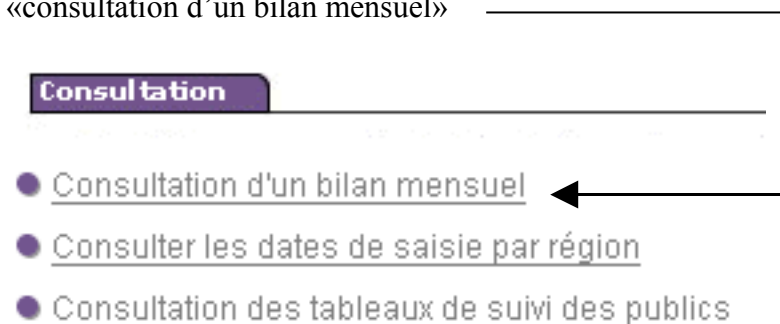 «consultation d’un bilan mensuel»
Consultation
Consultation d'un bilan mensuel
Consulter les dates de saisie par région
Consultation des tableaux de suivi des publics